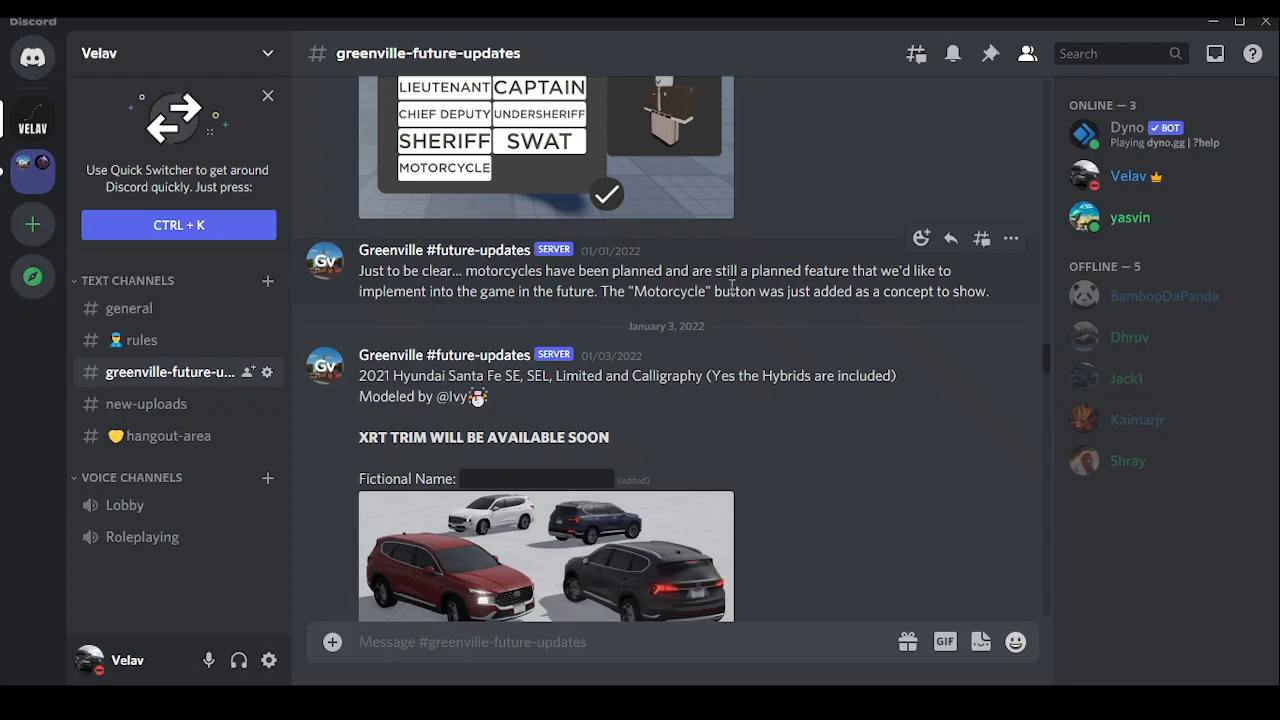 Discord
VELAV
Velav
Use Quick Switcher to get around
Discord quickly. Just press:
CTRL + K
TEXT CHANNELS
general
rules
greenville-future-u...
new-uploads
hangout-area
VOICE CHANNELS
Lobby
Roleplaying
Velav
# greenville-future-updates
Search
LIEUTENANT CAPTAIN
CHIEF DEPUTY UNDERSHERIFF
SHERIFF SWAT
MOTORCYCLE
Gv
Greenville #future-updates SERVER 01/01/2022
Just to be clear... motorcycles have been planned and are still a planned feature that we'd like to
implement into the game in the future. The "Motorcycle" button was just added as a concept to show.
January 3, 2022
Gv
Greenville #future-updates SERVER 01/03/2022
2021 Hyundai Santa Fe SE, SEL, Limited and Calligraphy (Yes the Hybrids are included)
Modeled by @Ivy
XRT TRIM WILL BE AVAILABLE SOON
Fictional Name: (edited)
Message #greenville-future-updates
GIF
ONLINE — 3
Dyno BOT
Playing dyno.gg | ?help
Velav
yasvin
OFFLINE — 5
BambooDaPanda
Dhruv
Jack1
Kaimarjr
Shray